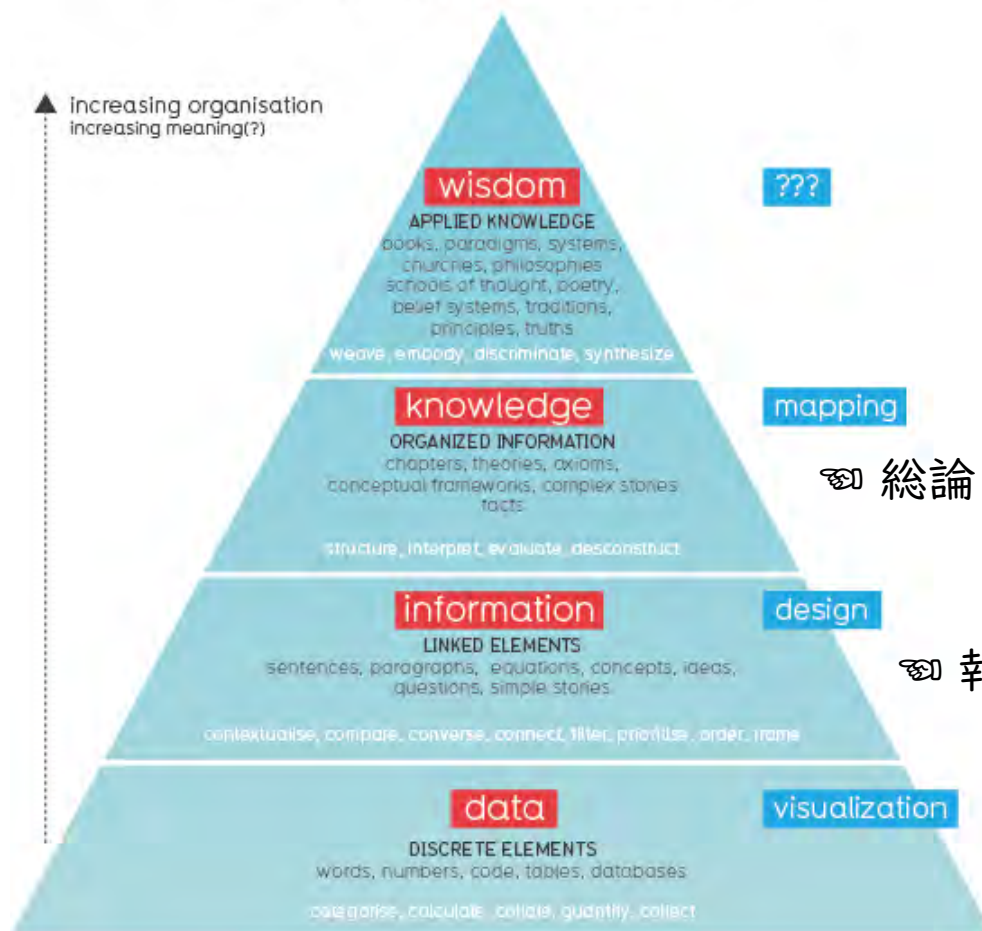 increasing organisation
increasing meaning(?)
wisdom
???
APPLIED KNOWLEDGE
books, paradigms, systems,
churches, philosophies
schools of thought, poetry,
belief systems, traditions,
principles, truths
weave, embody, discriminate, synthesize
knowledge
mapping
ORGANIZED INFORMATION
chapters, theories, axioms,
conceptual frameworks, complex stories
facts
☜ 総論
structure, interpret, evaluate, desconstruct
information
design
LINKED ELEMENTS
sentences, paragraphs, equations, concepts, ideas,
questions, simple stories
☜
contextualise, compare, converse, connect, filter, prioritise, order, frame
data
visualization
DISCRETE ELEMENTS
words, numbers, code, tables, databases
categorise, calculate, collate, quantify, collect